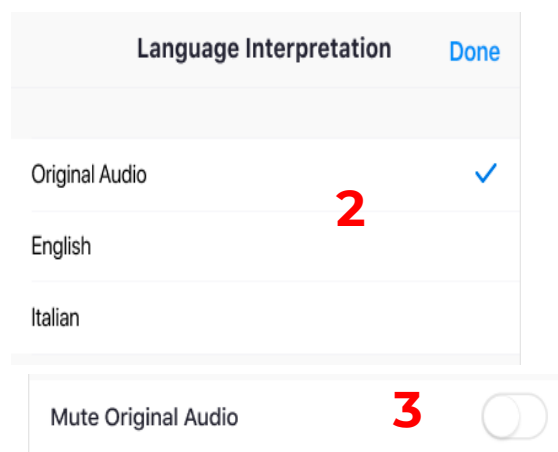 Language Interpretation Done
Original Audio
2
English
Italian
Mute Original Audio 3